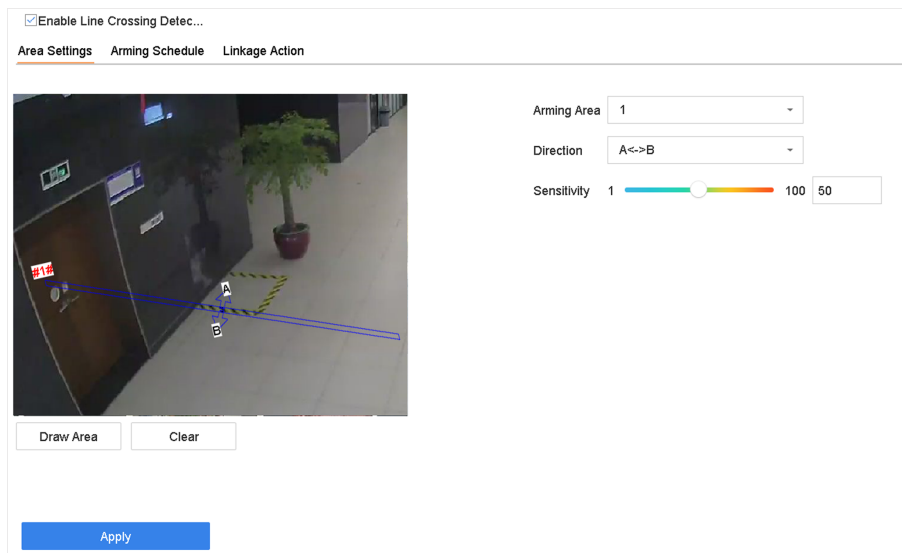 Enable Line Crossing Detec...
Area Settings Arming Schedule Linkage Action
Arming Area 1
Direction A<->B
Sensitivity 1 100 50
#1#
A
B
Draw Area Clear
Apply